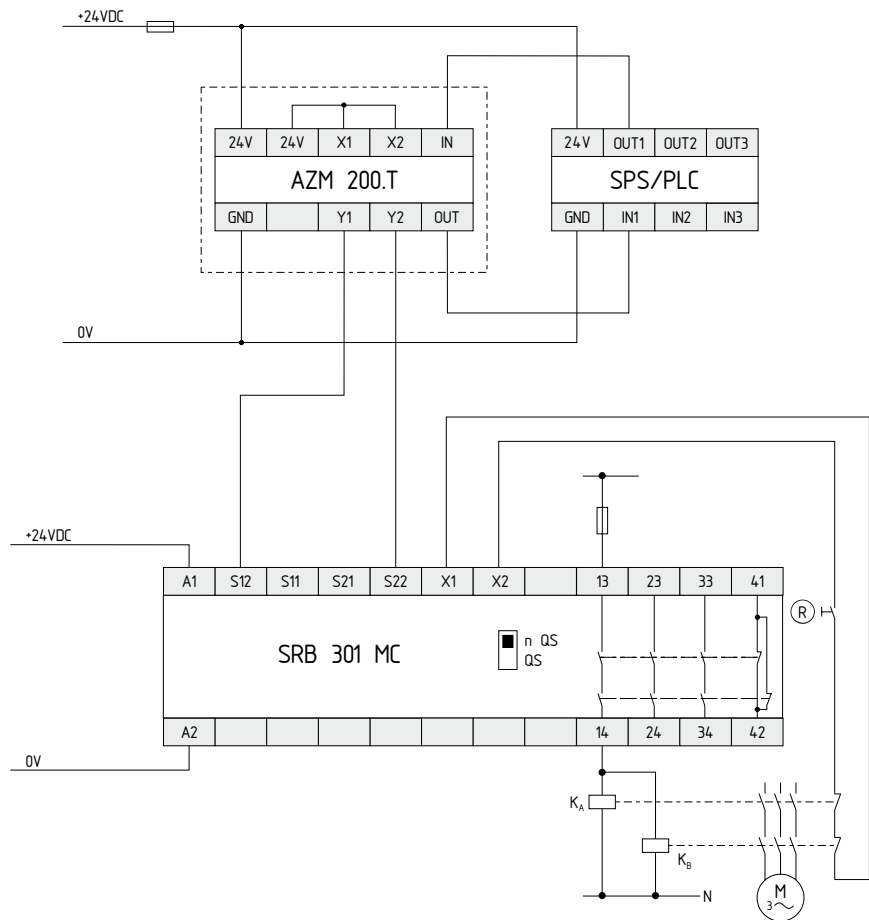 +24VDC
24V 24V X1 X2 IN
AZM 200.T
GND Y1 Y2 OUT
24V OUT1 OUT2 OUT3
SPS/PLC
GND IN1 IN2 IN3
0V
+24VDC
A1 S12 S11 S21 S22 X1 X2 13 23 33 41
SRB 301 MC
n QS
QS
R
A2 14 24 34 42
0V
KA
KB
N
M
3~